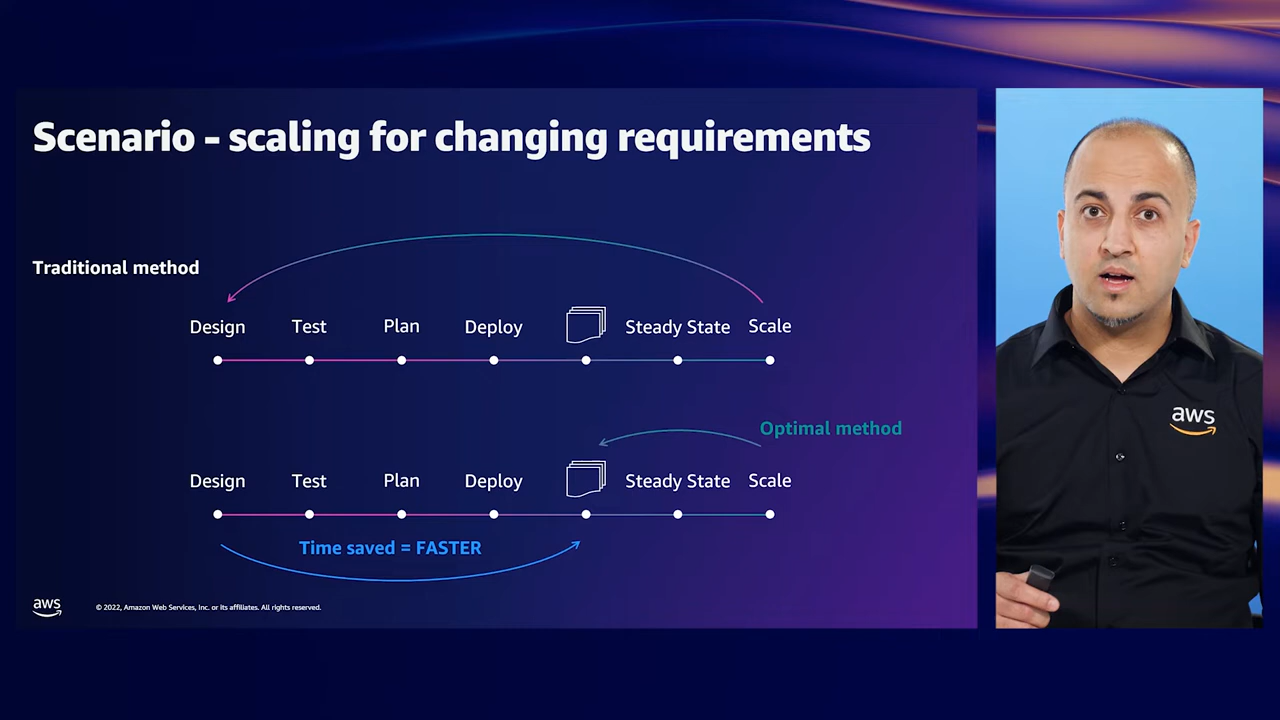 Scenario - scaling for changing requirements
Traditional method
Design Test Plan Deploy Steady State Scale
Optimal method
Design Test Plan Deploy Steady State Scale
Time saved = FASTER
aws
© 2022, Amazon Web Services, Inc. or its affiliates. All rights reserved.
aws